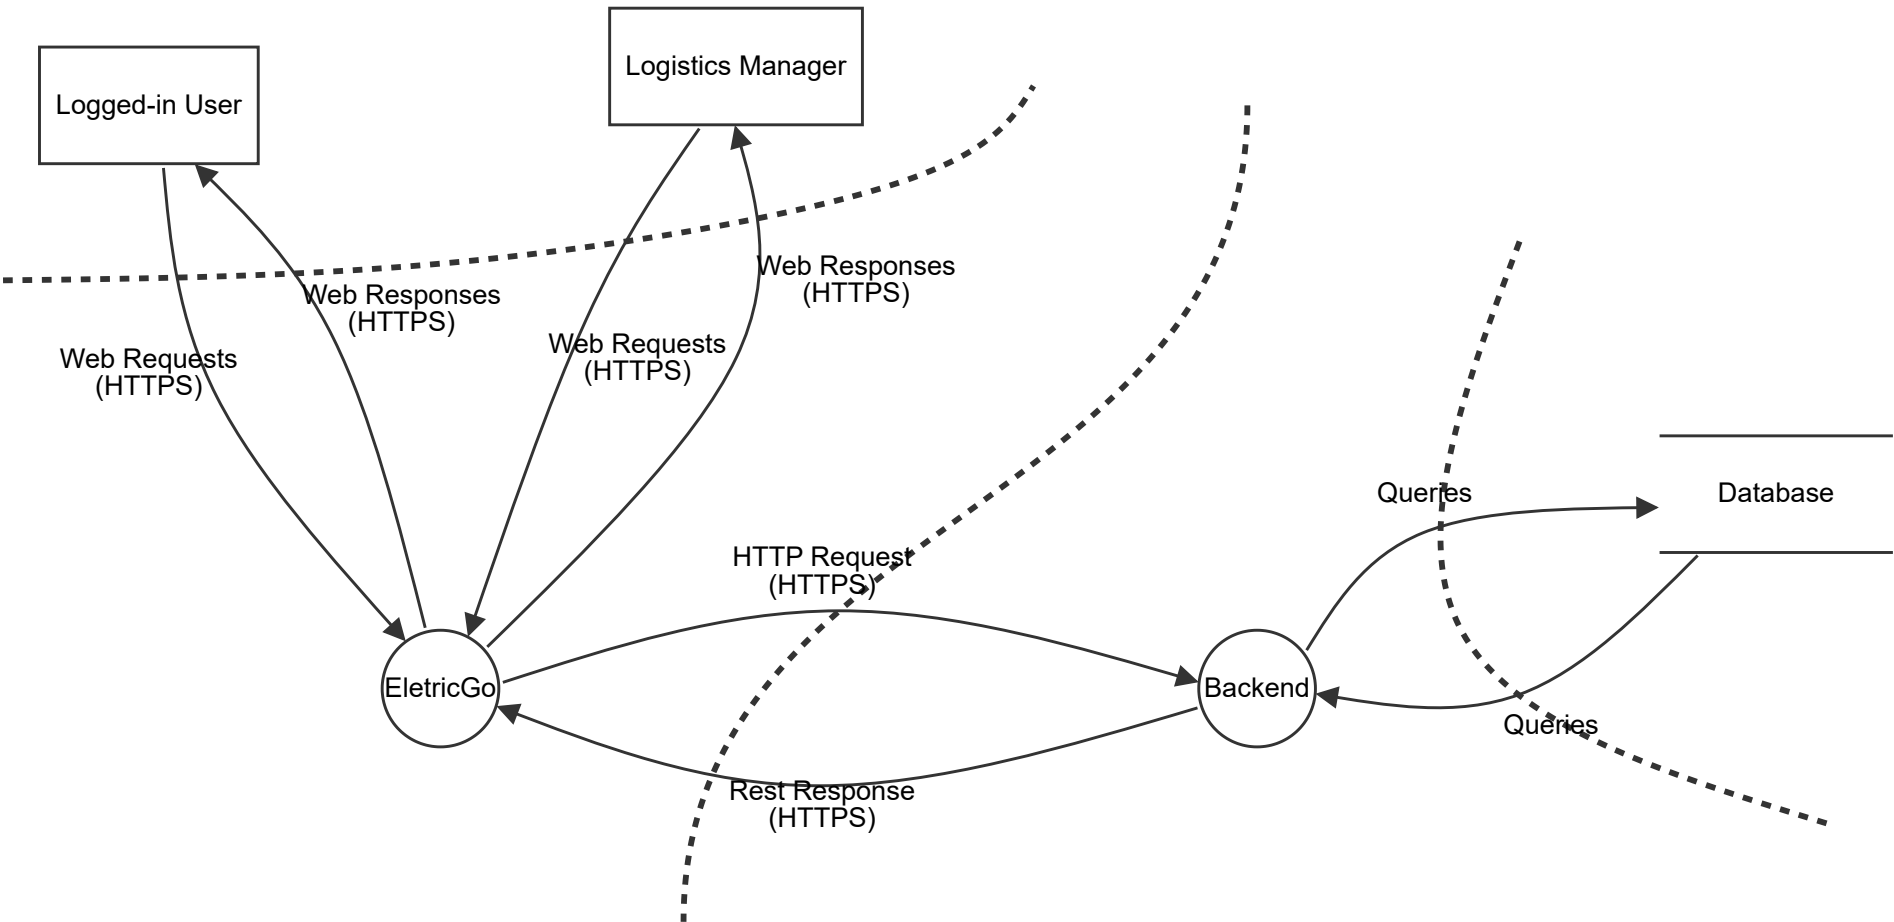 Logistics Manager
Logged-in User
Web Responses
(HTTPS)
Web Responses
(HTTPS)
Web Requests
(HTTPS)
Web Requests
(HTTPS)
Queries
Database
HTTP Request
(HTTPS)
EletricGo
Backend
Queries
Rest Response
(HTTPS)